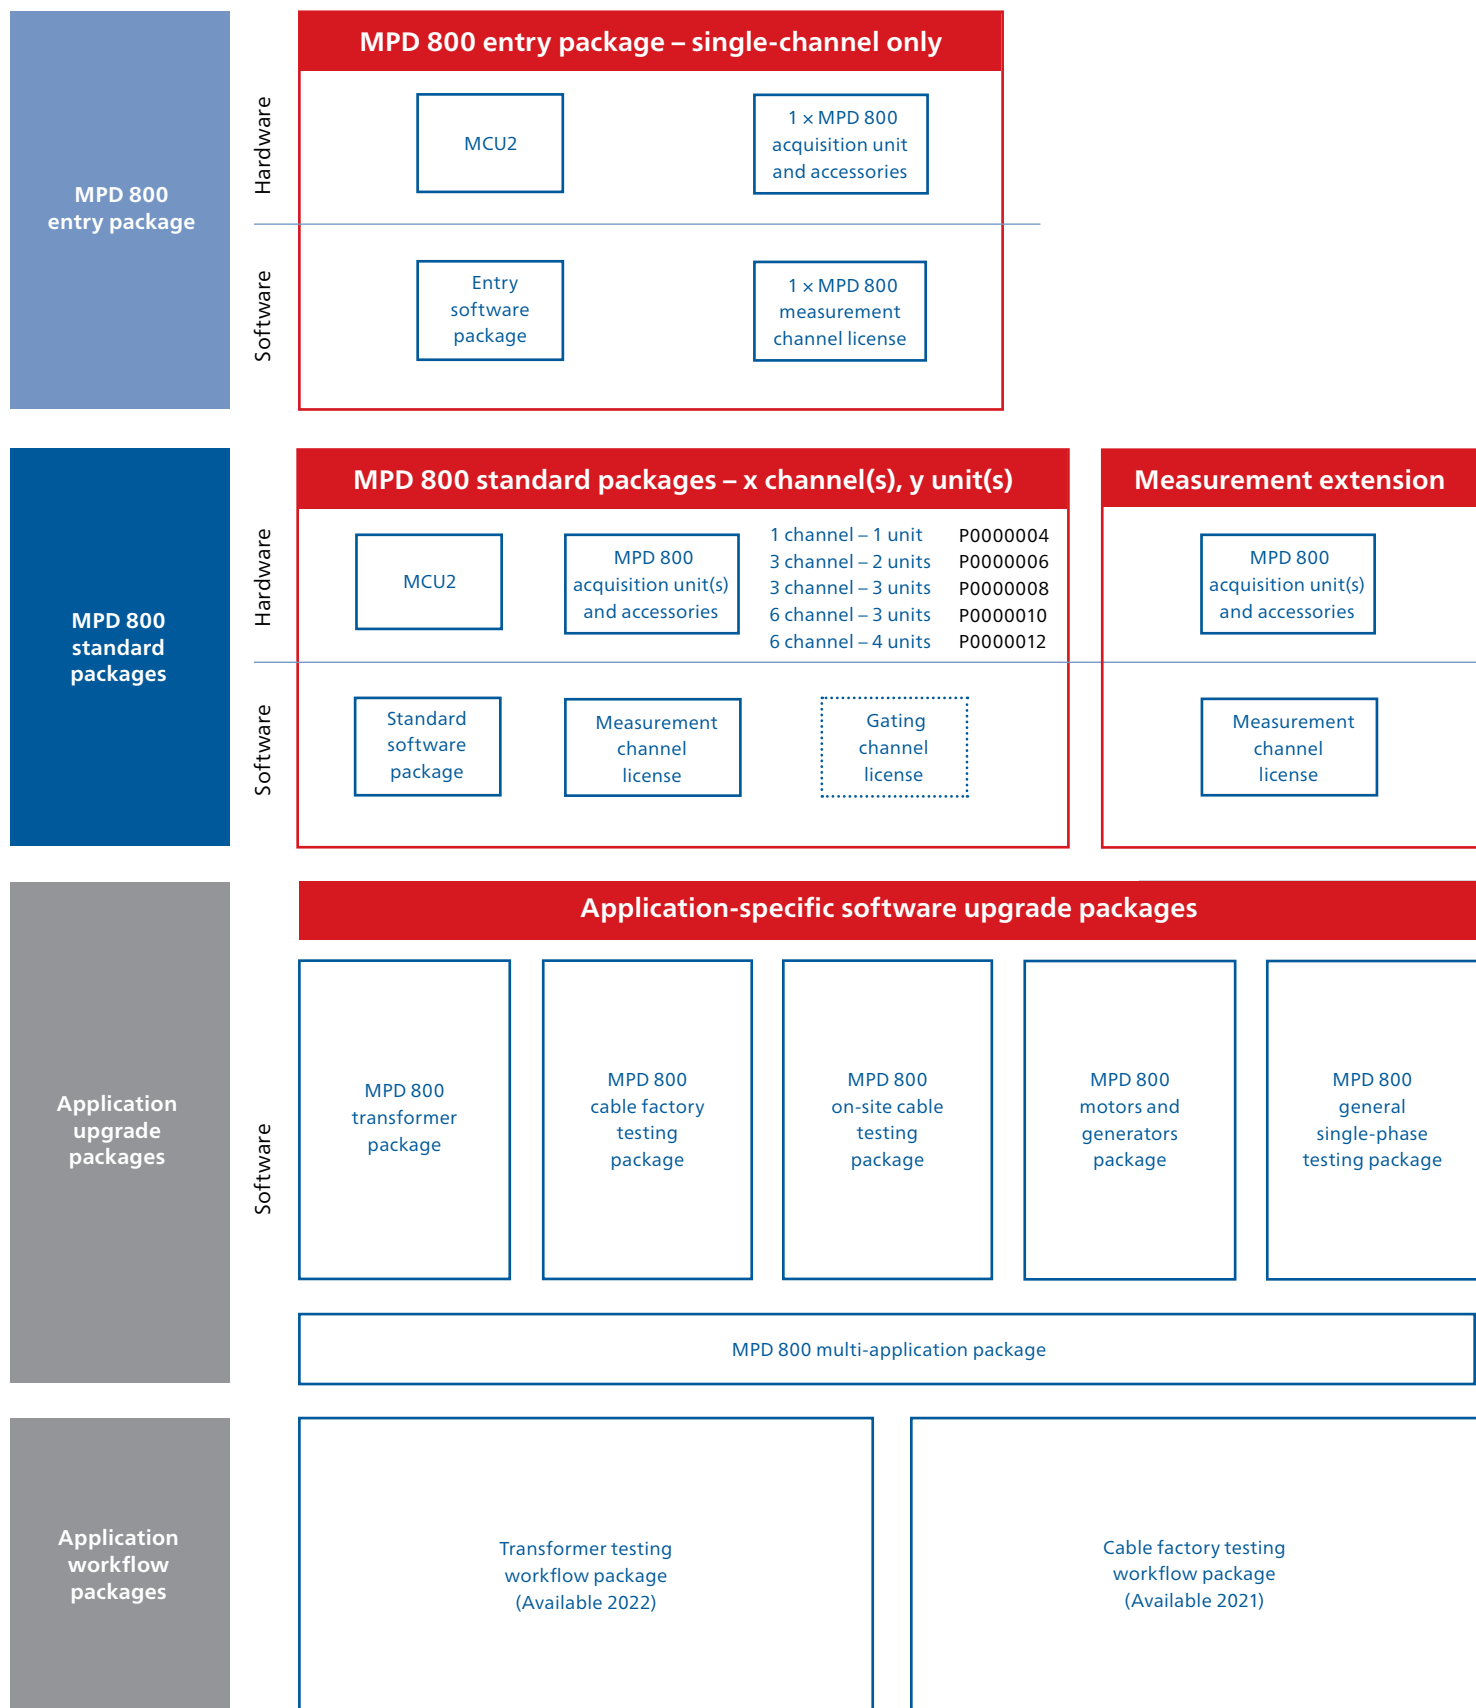 MPD 800
entry package
MPD 800 entry package – single-channel only
Hardware
MCU2
1 × MPD 800
acquisition unit
and accessories
Software
Entry
software
package
1 × MPD 800
measurement
channel license
MPD 800
standard
packages
MPD 800 standard packages – x channel(s), y unit(s)
Hardware
MCU2
MPD 800
acquisition unit(s)
and accessories
1 channel – 1 unit P0000004
3 channel – 2 units P0000006
3 channel – 3 units P0000008
6 channel – 3 units P0000010
6 channel – 4 units P0000012
Software
Standard
software
package
Measurement
channel
license
Gating
channel
license
Measurement extension
MPD 800
acquisition unit(s)
and accessories
Measurement
channel
license
Application
upgrade
packages
Application-specific software upgrade packages
Software
MPD 800
transformer
package
MPD 800
cable factory
testing
package
MPD 800
on-site cable
testing
package
MPD 800
motors and
generators
package
MPD 800
general
single-phase
testing package
MPD 800 multi-application package
Application
workflow
packages
Transformer testing
workflow package
(Available 2022)
Cable factory testing
workflow package
(Available 2021)